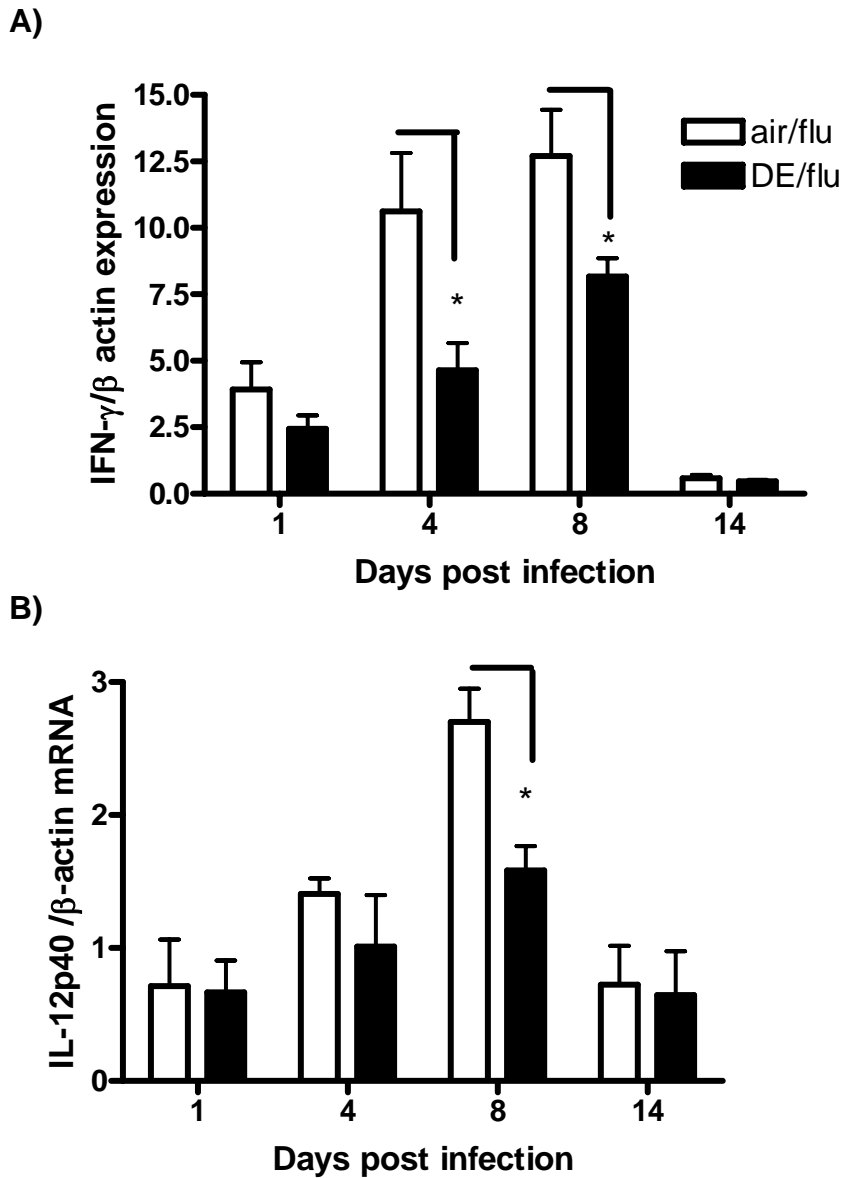 A)
IFN-γ/β actin expression
15.0
12.5
10.0
7.5
5.0
2.5
0.0
air/flu
DE/flu
*
*
1 4 8 14
Days post infection
B)
IL-12p40 /β-actin mRNA
3
2
1
0
*
1 4 8 14
Days post infection